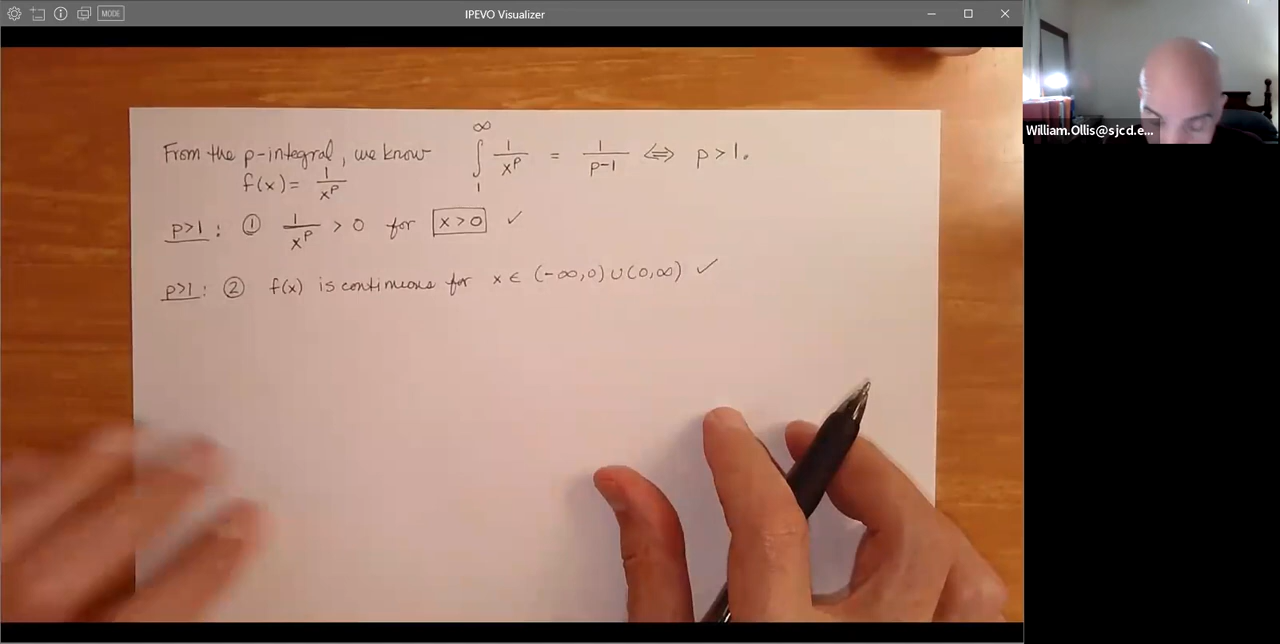 MODE
IPEVO Visualizer
From the p-integral, we know ∫₁^∞ 1/x^p = 1/(p-1) ⇔ p > 1.
f(x) = 1/x^p
p>1 : ① 1/x^p > 0 for x > 0 ✓
p>1 : ② f(x) is continuous for x ∈ (-∞,0) ∪ (0,∞) ✓
William.Ollis@sjcd.e...